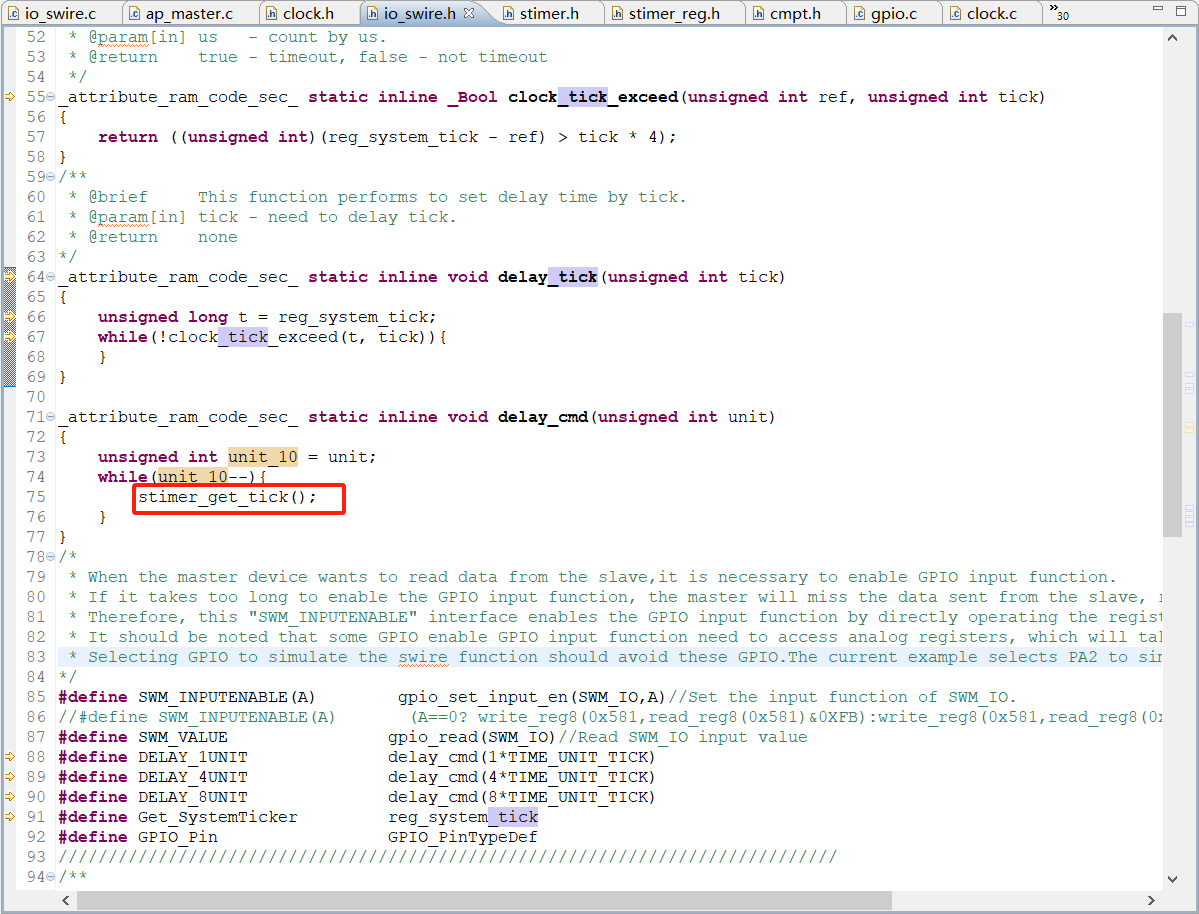 io_swire.c ap_master.c clock.h io_swire.h stimer.h stimer_reg.h cmpt.h gpio.c clock.c »30
52  * @param[in] us   - count by us.
53  * @return    true - timeout, false - not timeout
54  */
55 _attribute_ram_code_sec_ static inline _Bool clock_tick_exceed(unsigned int ref, unsigned int tick)
56 {
57     return ((unsigned int)(reg_system_tick - ref) > tick * 4);
58 }
59 /**
60  * @brief     This function performs to set delay time by tick.
61  * @param[in] tick - need to delay tick.
62  * @return    none
63 */
64 _attribute_ram_code_sec_ static inline void delay_tick(unsigned int tick)
65 {
66     unsigned long t = reg_system_tick;
67     while(!clock_tick_exceed(t, tick)){
68     }
69 }
70
71 _attribute_ram_code_sec_ static inline void delay_cmd(unsigned int unit)
72 {
73     unsigned int unit_10 = unit;
74     while(unit_10--){
75         stimer_get_tick();
76     }
77 }
78 /*
79  * When the master device wants to read data from the slave,it is necessary to enable GPIO input function.
80  * If it takes too long to enable the GPIO input function, the master will miss the data sent from the slave,
81  * Therefore, this "SWM_INPUTENABLE" interface enables the GPIO input function by directly operating the regist
82  * It should be noted that some GPIO enable GPIO input function need to access analog registers, which will tal
83  * Selecting GPIO to simulate the swire function should avoid these GPIO.The current example selects PA2 to sim
84 */
85 #define SWM_INPUTENABLE(A)        gpio_set_input_en(SWM_IO,A)//Set the input function of SWM_IO.
86 //#define SWM_INPUTENABLE(A)       (A==0? write_reg8(0x581,read_reg8(0x581)&0XFB):write_reg8(0x581,read_reg8(0x
87 #define SWM_VALUE                gpio_read(SWM_IO)//Read SWM_IO input value
88 #define DELAY_1UNIT              delay_cmd(1*TIME_UNIT_TICK)
89 #define DELAY_4UNIT              delay_cmd(4*TIME_UNIT_TICK)
90 #define DELAY_8UNIT              delay_cmd(8*TIME_UNIT_TICK)
91 #define Get_SystemTicker         reg_system_tick
92 #define GPIO_Pin                 GPIO_PinTypeDef
93 //////////////////////////////////////////////////////////////////////////////
94 /**